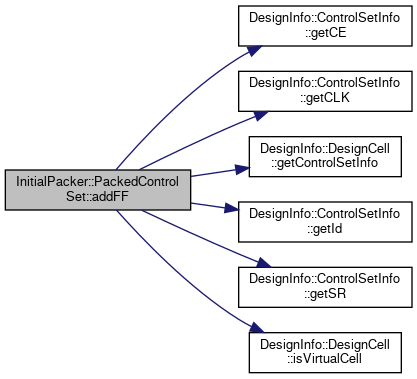 DesignInfo::ControlSetInfo
::getCE
DesignInfo::ControlSetInfo
::getCLK
DesignInfo::DesignCell
::getControlSetInfo
InitialPacker::PackedControl
Set::addFF
DesignInfo::ControlSetInfo
::getId
DesignInfo::ControlSetInfo
::getSR
DesignInfo::DesignCell
::isVirtualCell